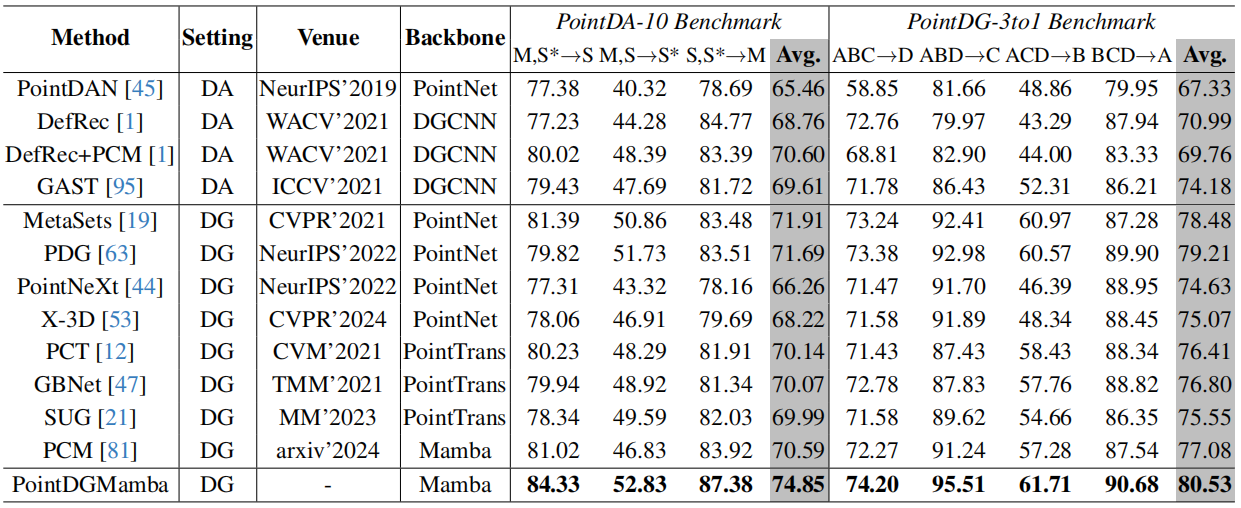 Method Setting Venue Backbone PointDA-10 Benchmark PointDG-3to1 Benchmark
M,S*→S M,S→S* S,S*→M Avg. ABC→D ABD→C ACD→B BCD→A Avg.
PointDAN [45] DA NeurIPS'2019 PointNet 77.38 40.32 78.69 65.46 58.85 81.66 48.86 79.95 67.33
DefRec [1] DA WACV'2021 DGCNN 77.23 44.28 84.77 68.76 72.76 79.97 43.29 87.94 70.99
DefRec+PCM [1] DA WACV'2021 DGCNN 80.02 48.39 83.39 70.60 68.81 82.90 44.00 83.33 69.76
GAST [95] DA ICCV'2021 DGCNN 79.43 47.69 81.72 69.61 71.78 86.43 52.31 86.21 74.18
MetaSets [19] DG CVPR'2021 PointNet 81.39 50.86 83.48 71.91 73.24 92.41 60.97 87.28 78.48
PDG [63] DG NeurIPS'2022 PointNet 79.82 51.73 83.51 71.69 73.38 92.98 60.57 89.90 79.21
PointNeXt [44] DG NeurIPS'2022 PointNet 77.31 43.32 78.16 66.26 71.47 91.70 46.39 88.95 74.63
X-3D [53] DG CVPR'2024 PointNet 78.06 46.91 79.69 68.22 71.58 91.89 48.34 88.45 75.07
PCT [12] DG CVM'2021 PointTrans 80.23 48.29 81.91 70.14 71.43 87.43 58.43 88.34 76.41
GBNet [47] DG TMM'2021 PointTrans 79.94 48.92 81.34 70.07 72.78 87.83 57.76 88.82 76.80
SUG [21] DG MM'2023 PointTrans 78.34 49.59 82.03 69.99 71.58 89.62 54.66 86.35 75.55
PCM [81] DG arxiv'2024 Mamba 81.02 46.83 83.92 70.59 72.27 91.24 57.28 87.54 77.08
PointDGMamba DG - Mamba 84.33 52.83 87.38 74.85 74.20 95.51 61.71 90.68 80.53